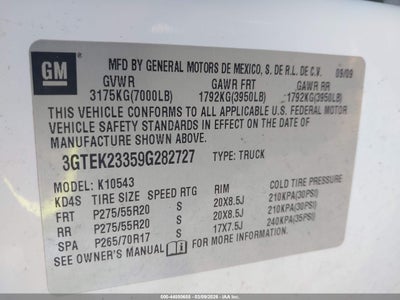 GM
MFD BY GENERAL MOTORS DE MEXICO, S. DE R.L. DE C.V. 05/09
GVWR GAWR FRT GAWR RR
3175KG(7000LB) 1792KG(3950LB) 1792KG(3950LB)
THIS VEHICLE CONFORMS TO ALL APPLICABLE U.S. FEDERAL MOTOR
VEHICLE SAFETY STANDARDS IN EFFECT ON THE DATE OF
MANUFACTURE SHOWN ABOVE.
3GTEK23359G282727 TYPE: TRUCK
MODEL: K10543
KD4S TIRE SIZE SPEED RTG RIM COLD TIRE PRESSURE
FRT P275/55R20 S 20X8.5J 210KPA(30PSI)
RR P275/55R20 S 20X8.5J 210KPA(30PSI)
SPA P265/70R17 S 17X7.5J 240KPA(35PSI)
SEE OWNER'S MANUAL FOR MORE INFORMATION.